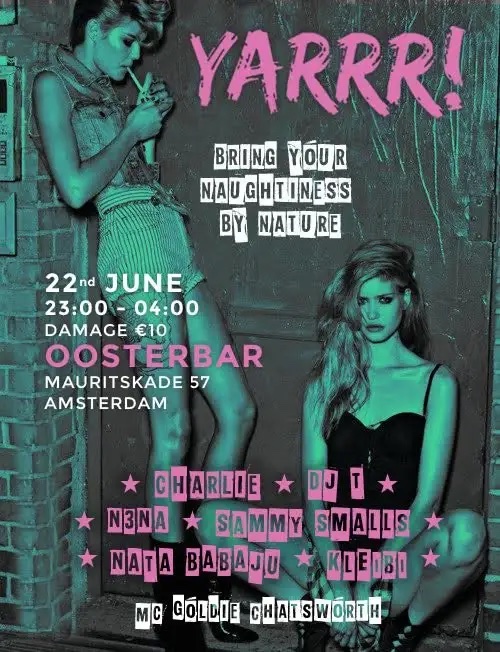 YARRR!
BRING YOUR
NAUGHTINESS
BY NATURE
22nd JUNE
23:00 - 04:00
DAMAGE €10
OOSTERBAR
MAURITSKADE 57
AMSTERDAM
★ CHARLIE ★ DJ T ★
★ N3NA ★ SAMMY SMALLS ★
★ NATA BABAJU ★ KLEIBI ★
MC GOLDIE CHATSWORTH